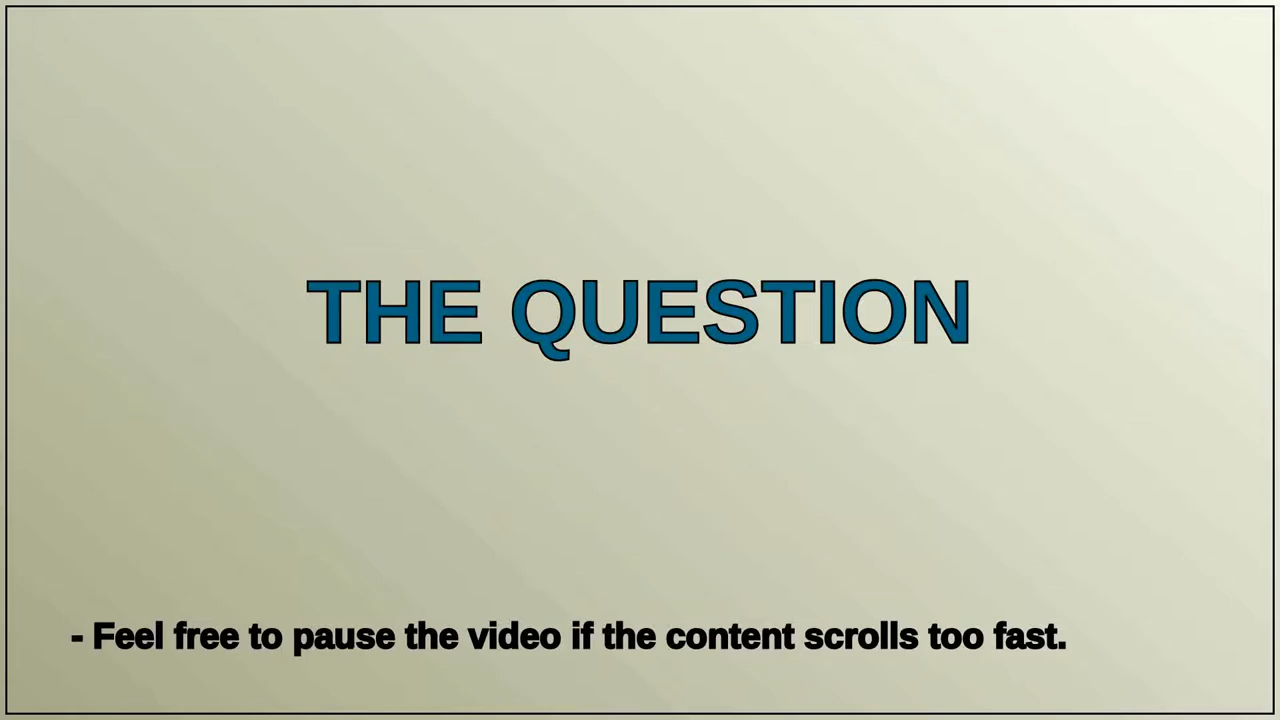 THE QUESTION
- Feel free to pause the video if the content scrolls too fast.